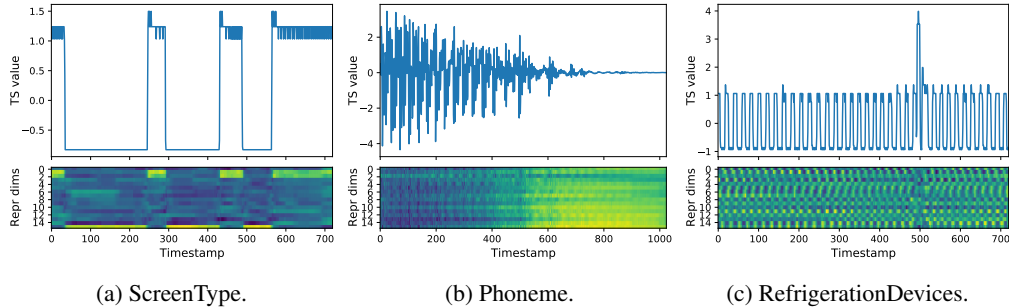 1.5
1.0
0.5
0.0
−0.5
TS value
0
2
4
6
8
10
12
14
Repr dims
0 100 200 300 400 500 600 700
Timestamp
(a) ScreenType.
2
0
−2
−4
TS value
0
2
4
6
8
10
12
14
Repr dims
0 200 400 600 800 1000
Timestamp
(b) Phoneme.
4
3
2
1
0
−1
TS value
0
2
4
6
8
10
12
14
Repr dims
0 100 200 300 400 500 600 700
Timestamp
(c) RefrigerationDevices.